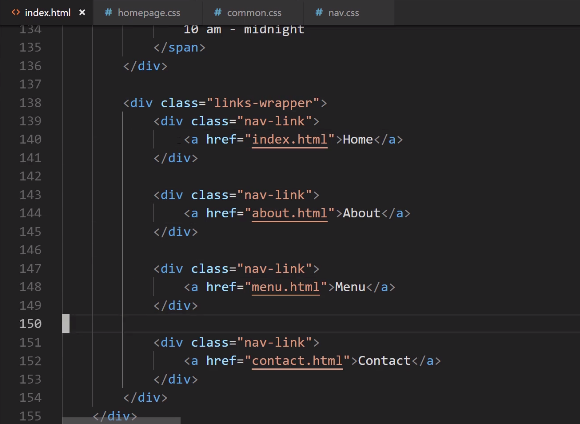 <> index.html × # homepage.css # common.css # nav.css
134 10 am - midnight
135 </span>
136 </div>
137
138 <div class="links-wrapper">
139 <div class="nav-link">
140 <a href="index.html">Home</a>
141 </div>
142
143 <div class="nav-link">
144 <a href="about.html">About</a>
145 </div>
146
147 <div class="nav-link">
148 <a href="menu.html">Menu</a>
149 </div>
150
151 <div class="nav-link">
152 <a href="contact.html">Contact</a>
153 </div>
154 </div>
155 </div>